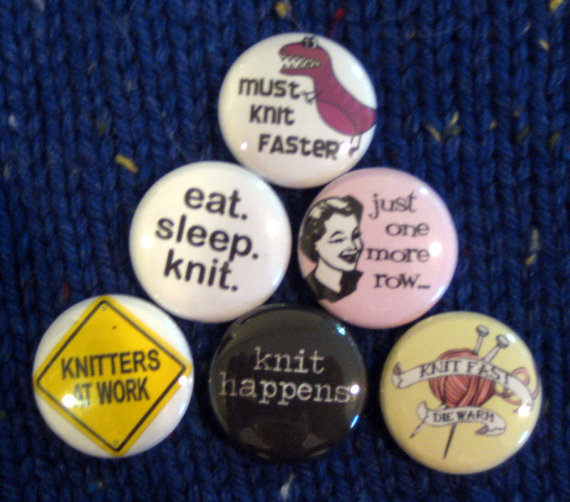 must
knit
faster
eat.
sleep.
knit.
just
one
more
row...
KNITTERS
AT WORK
knit
happens
KNIT FAST
DIE WARM